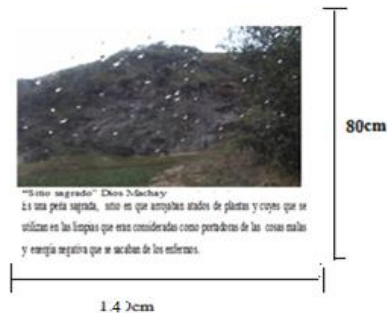 80cm
"Sitio sagrado" Dios Machay
Es una peña sagrada, sitio en que arrojaban atados de plantas y cuyes que se
utilizan en las limpias que eran consideradas como portadoras de las cosas malas
y energía negativa que se sacaban de los enfermos.
1.40cm